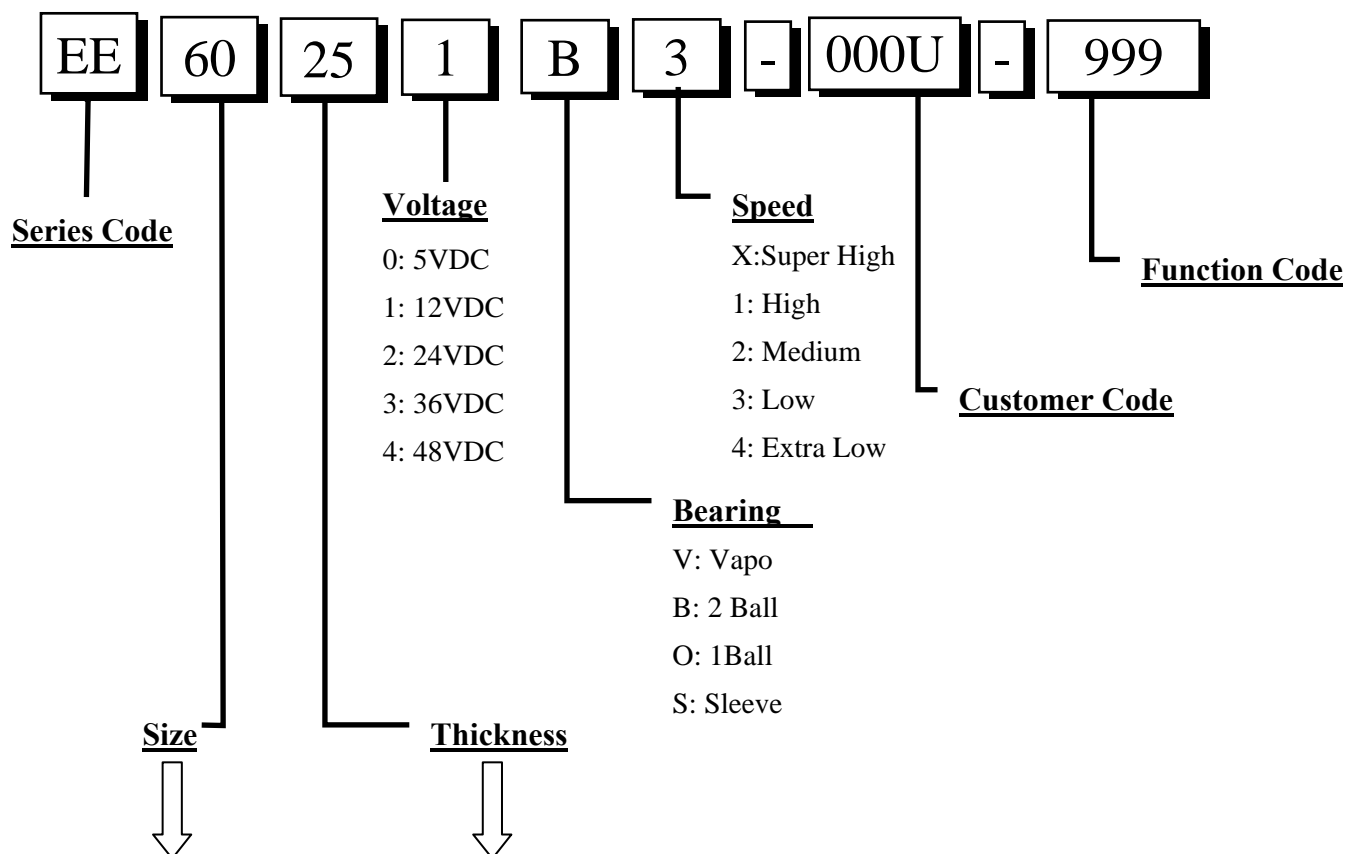 EE 60 25 1 B 3 - 000U - 999
Series Code
Voltage
0: 5VDC
1: 12VDC
2: 24VDC
3: 36VDC
4: 48VDC
Speed
X:Super High
1: High
2: Medium
3: Low
4: Extra Low
Function Code
Customer Code
Bearing
V: Vapo
B: 2 Ball
O: 1Ball
S: Sleeve
Size
Thickness